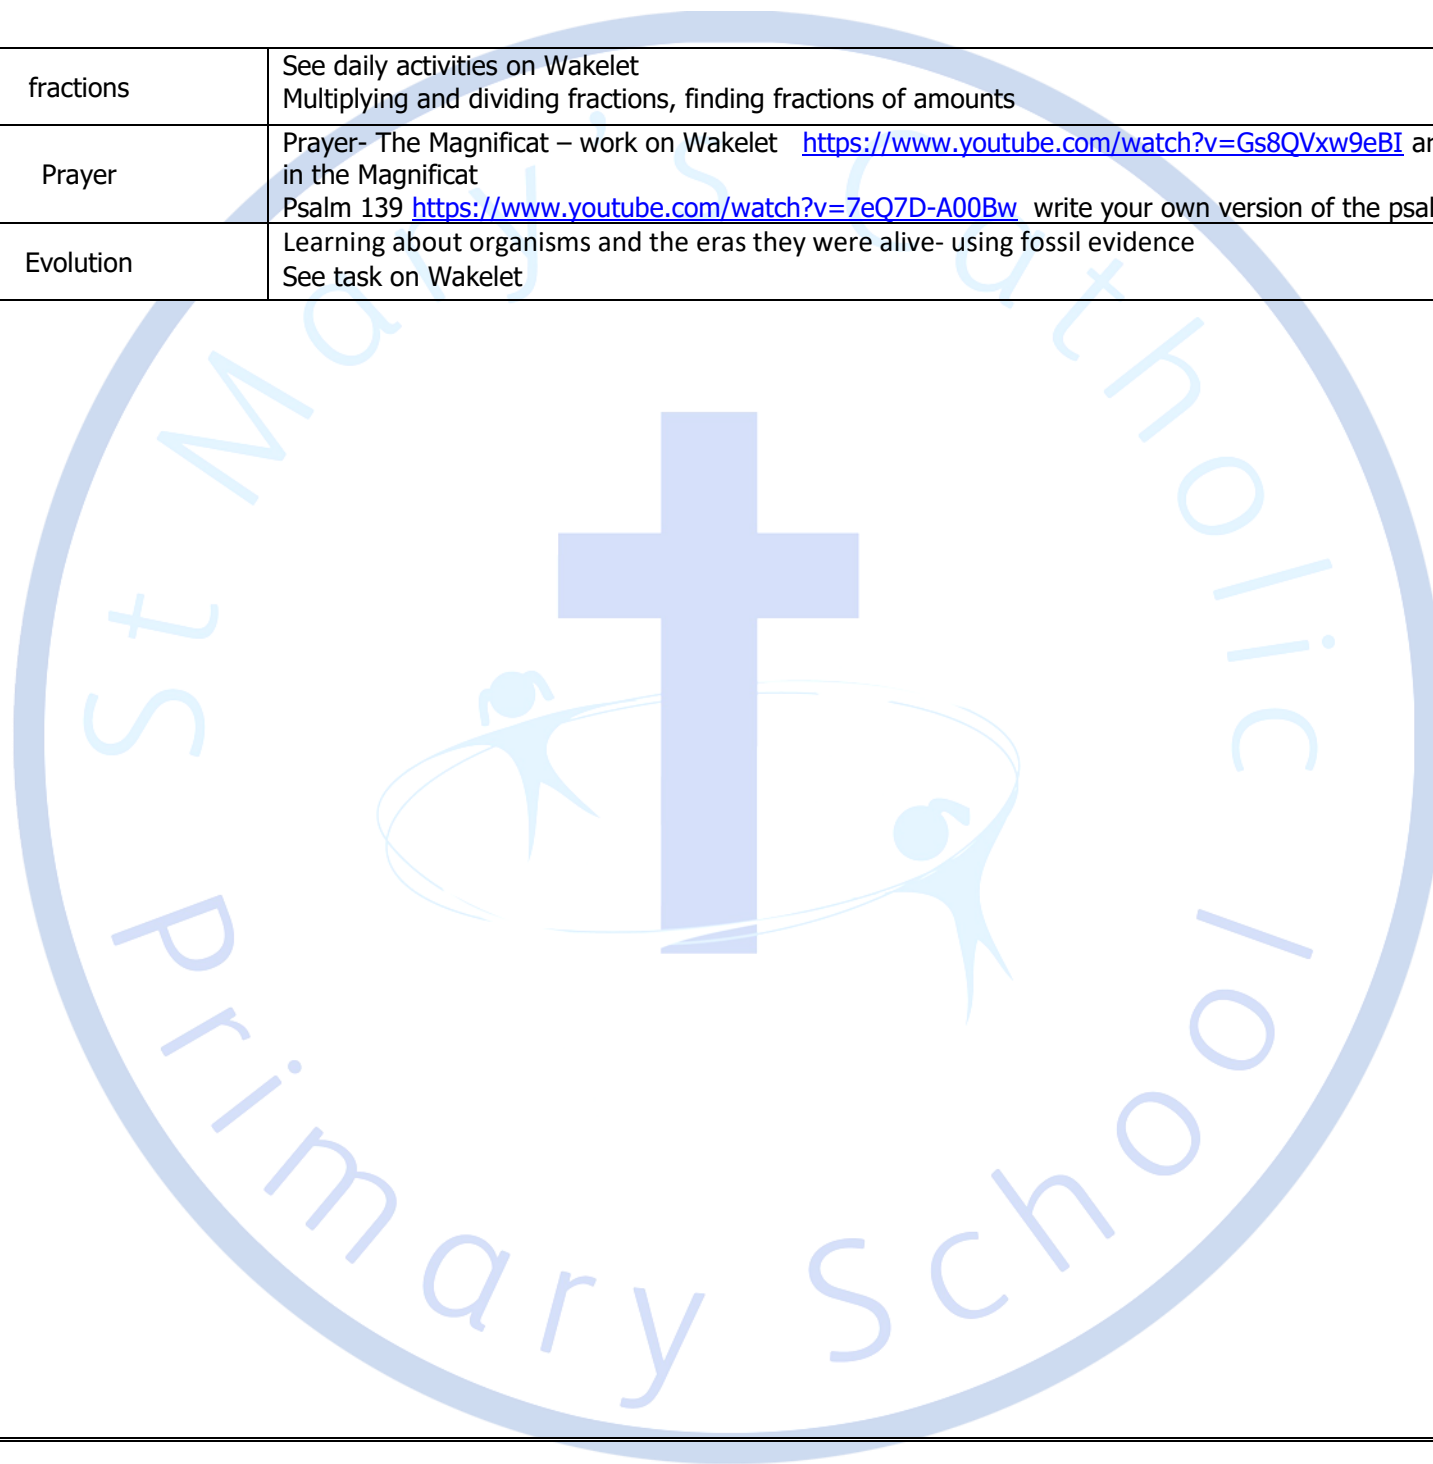 fractions
See daily activities on Wakelet
Multiplying and dividing fractions, finding fractions of amounts
Prayer
Prayer- The Magnificat – work on Wakelet https://www.youtube.com/watch?v=Gs8QVxw9eBI
in the Magnificat
Psalm 139 https://www.youtube.com/watch?v=7eQ7D-A00Bw write your own version of the
Evolution
Learning about organisms and the eras they were alive- using fossil evidence
See task on Wakelet
St Mary's Catholic
Primary School